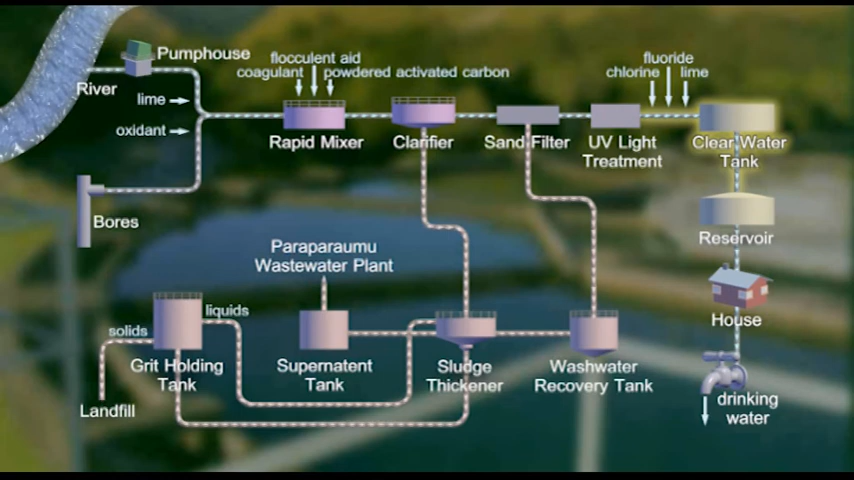 Pumphouse
River
lime
oxidant
Bores
flocculent aid
coagulant
powdered activated carbon
Rapid Mixer
Clarifier
Sand Filter
UV Light
Treatment
fluoride
chlorine
lime
Clear Water
Tank
Reservoir
House
drinking
water
Paraparaumu
Wastewater Plant
solids
liquids
Grit Holding
Tank
Landfill
Supernatent
Tank
Sludge
Thickener
Washwater
Recovery Tank